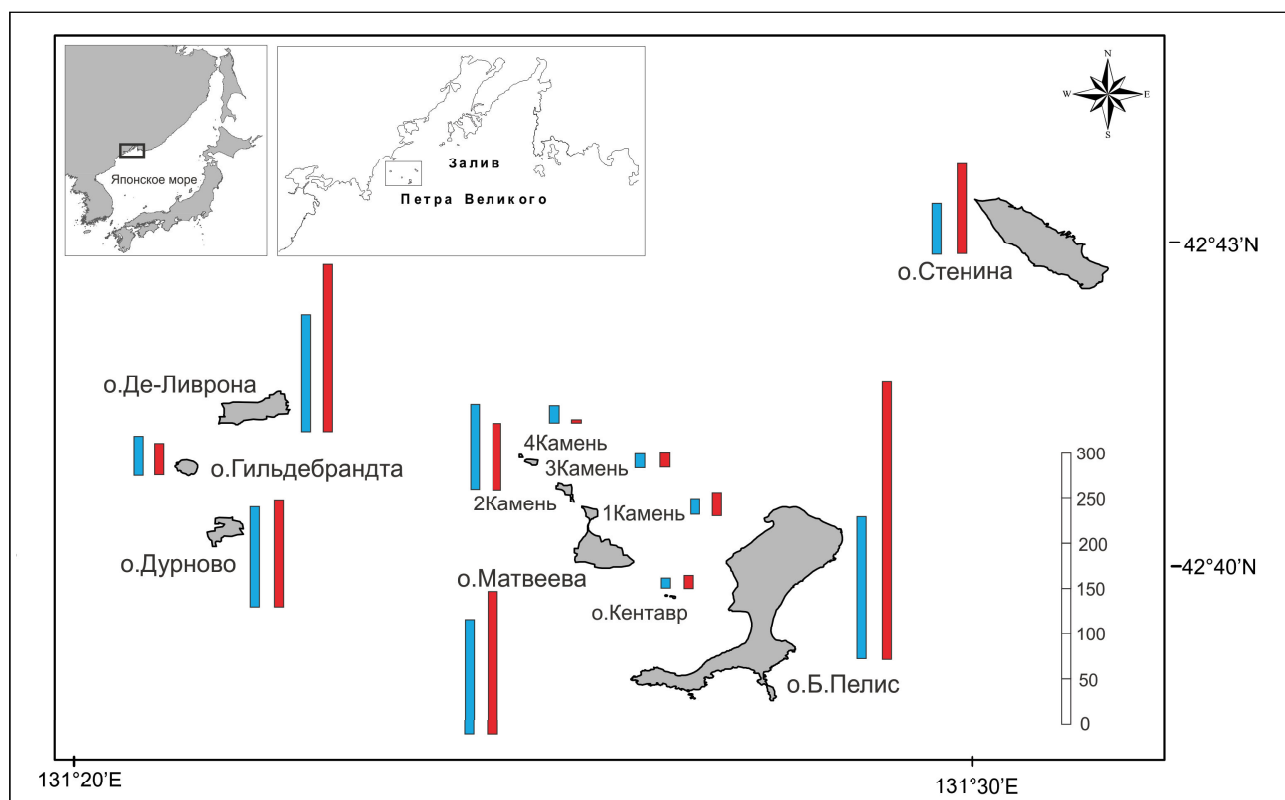 N
W E
S
Японское море
Залив
Петра Великого
о.Стенина
42°43’N
о.Де-Ливрона
о.Гильдебрандта
4Камень
3Камень
2Камень
1Камень
300
250
200
150
100
50
0
о.Дурново
о.Матвеева
о.Кентавр
42°40’N
о.Б.Пелис
131°20’E
131°30’E